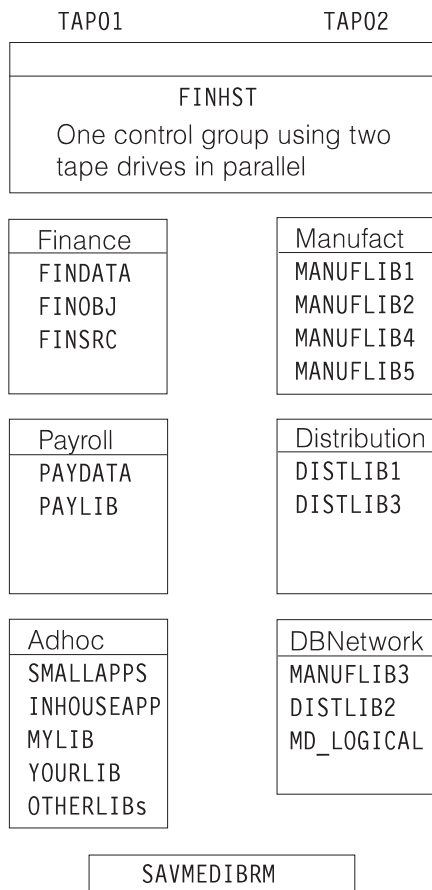 TAP01 TAP02
FINHST
One control group using two
tape drives in parallel
Finance
FINDATA
FINOBJ
FINSRC
Manufact
MANUFLIB1
MANUFLIB2
MANUFLIB4
MANUFLIB5
Payroll
PAYDATA
PAYLIB
Distribution
DISTLIB1
DISTLIB3
Adhoc
SMALLAPPS
INHOUSEAPP
MYLIB
YOURLIB
OTHERLIBs
DBNetwork
MANUFLIB3
DISTLIB2
MD_LOGICAL
SAVMEDIBRM